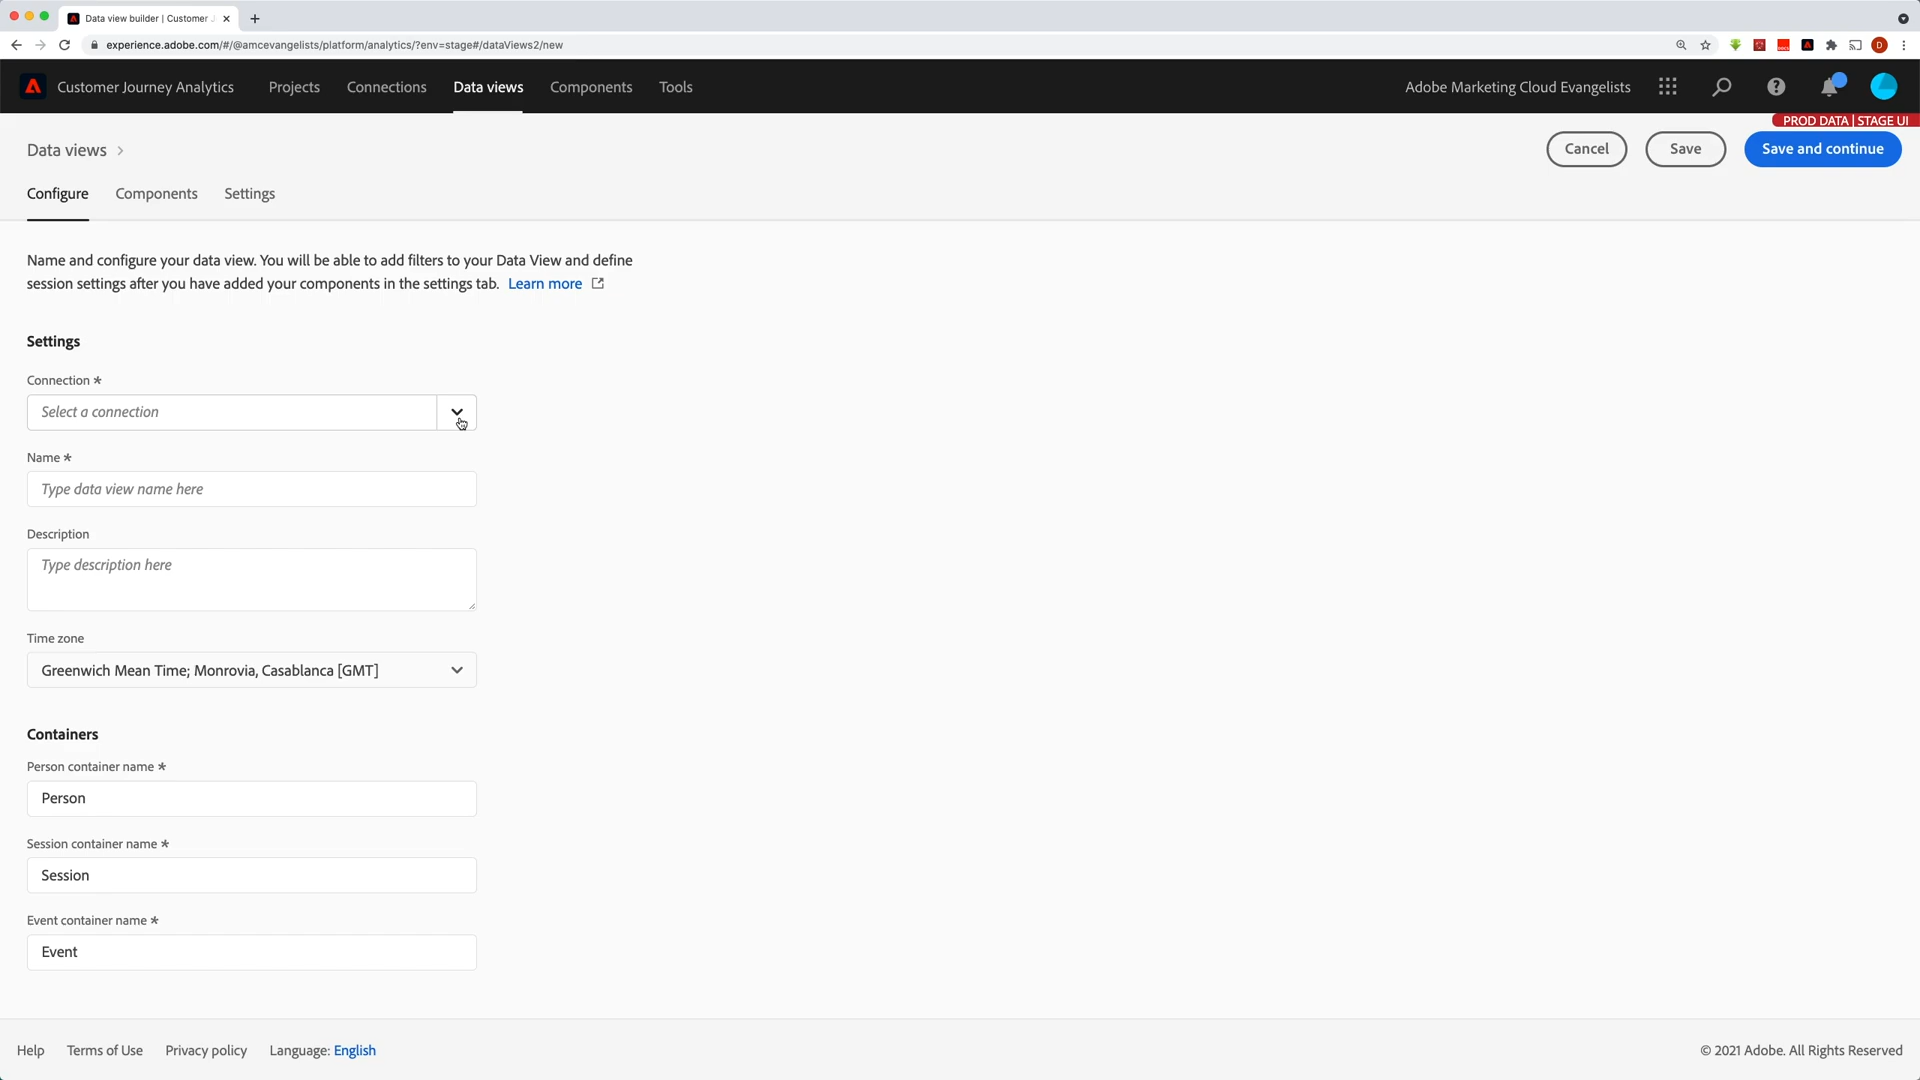 Data view builder | Customer J
experience.adobe.com/#/@amcevangelists/platform/analytics/?env=stage#/dataViews2/new
Customer Journey Analytics
Projects
Connections
Data views
Components
Tools
Adobe Marketing Cloud Evangelists
PROD DATA | STAGE UI
Data views
Cancel
Save
Save and continue
Configure
Components
Settings
Name and configure your data view. You will be able to add filters to your Data View and define
session settings after you have added your components in the settings tab. Learn more
Settings
Connection *
Select a connection
Name *
Type data view name here
Description
Type description here
Time zone
Greenwich Mean Time; Monrovia, Casablanca [GMT]
Containers
Person container name *
Person
Session container name *
Session
Event container name *
Event
Help
Terms of Use
Privacy policy
Language: English
© 2021 Adobe. All Rights Reserved